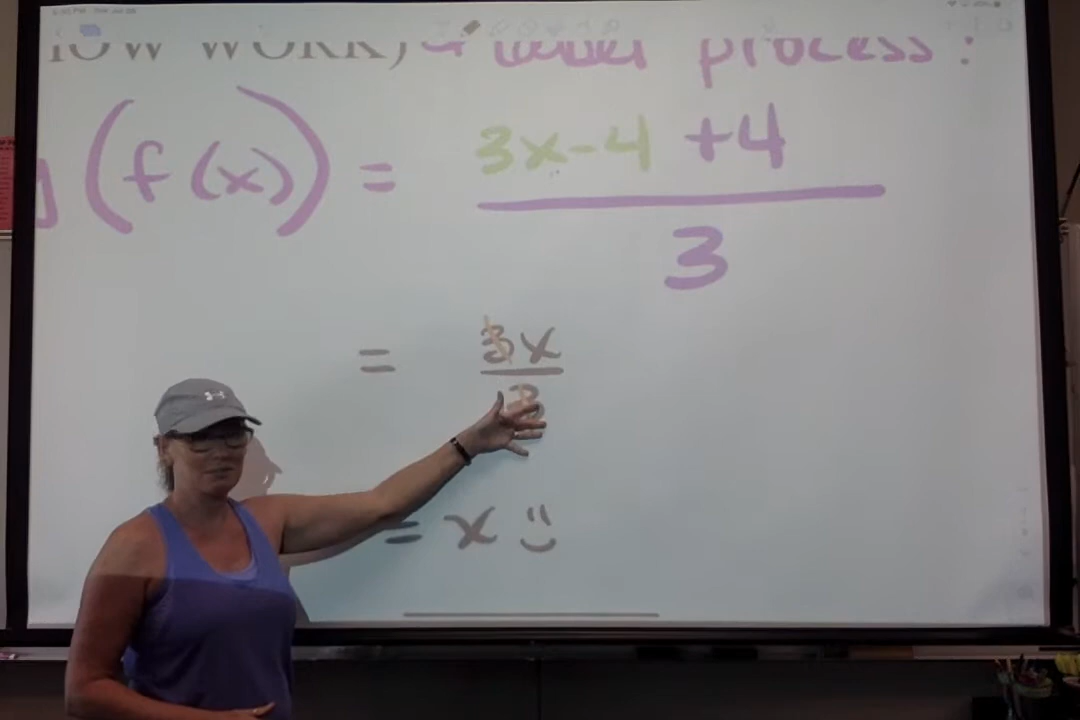 process :
g(f(x)) = 3x-4 +4
3
= 3x
3
= x